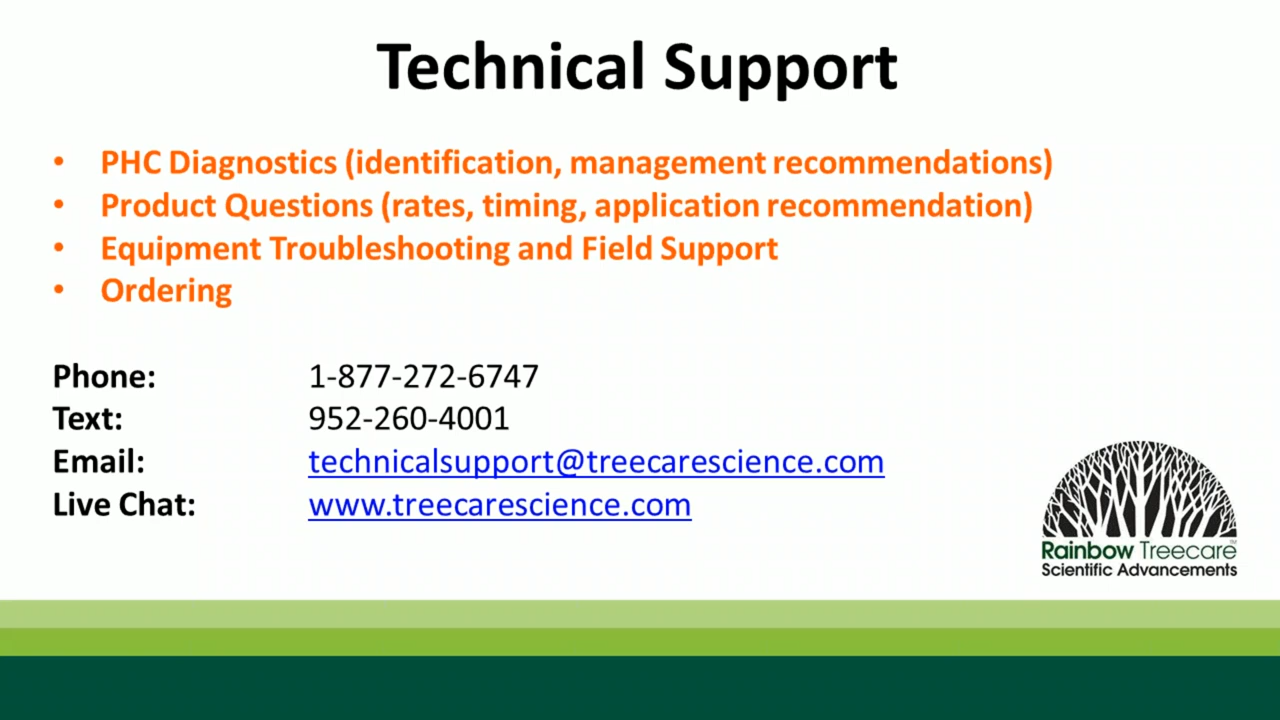 Technical Support
• PHC Diagnostics (identification, management recommendations)
• Product Questions (rates, timing, application recommendation)
• Equipment Troubleshooting and Field Support
• Ordering
Phone: 1-877-272-6747
Text: 952-260-4001
Email: technicalsupport@treecarescience.com
Live Chat: www.treecarescience.com
Rainbow Treecare™
Scientific Advancements